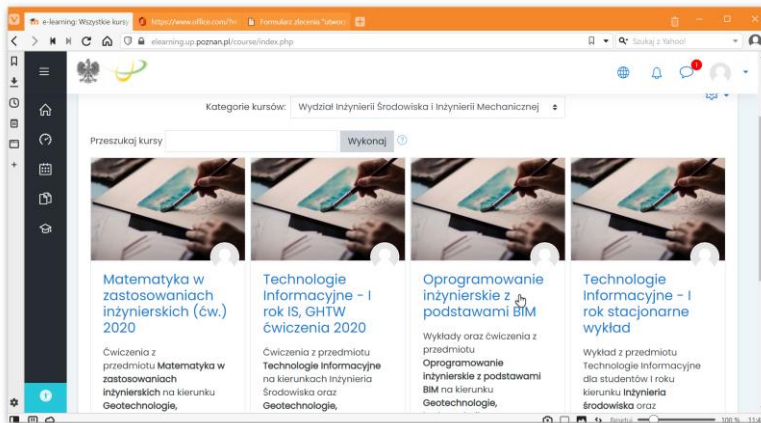 e-learning: Wszystkie kursy
https://www.office.com/?m
Formularz zlecenia "utwo
elearning.up.poznan.pl/course/index.php
Szukaj z Yahoo!
Kategorie kursów: Wydział Inżynierii Środowiska i Inżynierii Mechanicznej
Przeszukaj kursy
Wykonaj
Matematyka w
zastosowaniach
inżynierskich (ćw.)
2020
Ćwiczenia z
przedmiotu Matematyka w
zastosowaniach
inżynierskich na kierunku
Geotechnologie,
Technologie
Informacyjne - I
rok IS, GHTW
ćwiczenia 2020
Ćwiczenia z przedmiotu
Technologie Informacyjne
na kierunkach Inżynieria
Środowiska oraz
Geotechnologie,
Oprogramowanie
inżynierskie z
podstawami BIM
Wykłady oraz ćwiczenia z
przedmiotu
Oprogramowanie
inżynierskie z podstawami
BIM na kierunku
Geotechnologie,
Technologie
Informacyjne - I
rok stacjonarne
wykład
Wykład z przedmiotu
Technologie Informacyjne
dla studentów I roku
kierunku Inżynieria
środowiska oraz
Resetuj
100 %